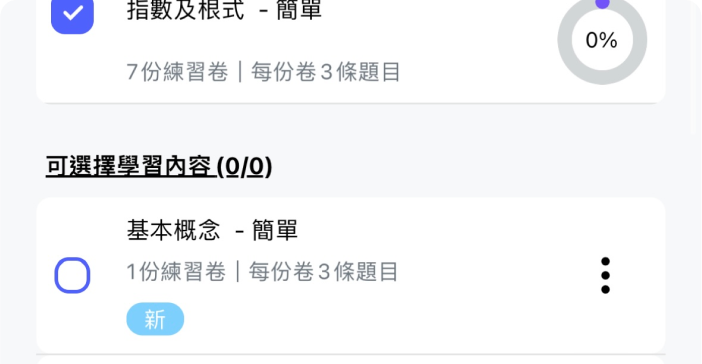 指數及根式 - 簡單
0%
7份練習卷 | 每份卷3條題目
可選擇學習內容 (0/0)
基本概念 - 簡單
1份練習卷 | 每份卷3條題目
新